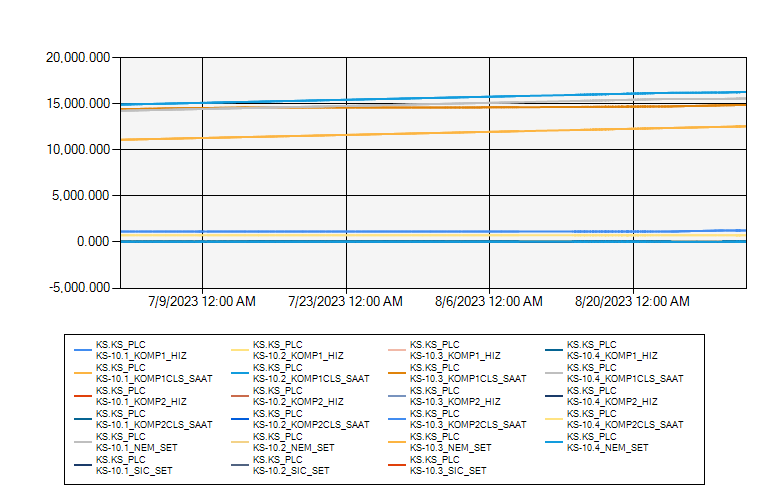 20,000.000
15,000.000
10,000.000
5,000.000
0.000
-5,000.000
7/9/2023 12:00 AM 7/23/2023 12:00 AM 8/6/2023 12:00 AM 8/20/2023 12:00 AM
KS.KS_PLC KS.KS_PLC KS.KS_PLC KS.KS_PLC
KS-10.1_KOMP1_HIZ KS-10.2_KOMP1_HIZ KS-10.3_KOMP1_HIZ KS-10.4_KOMP1_HIZ
KS.KS_PLC KS.KS_PLC KS.KS_PLC KS.KS_PLC
KS-10.1_KOMP1CLS_SAAT KS-10.2_KOMP1CLS_SAAT KS-10.3_KOMP1CLS_SAAT KS-10.4_KOMP1CLS_SAAT
KS.KS_PLC KS.KS_PLC KS.KS_PLC KS.KS_PLC
KS-10.1_KOMP2_HIZ KS-10.2_KOMP2_HIZ KS-10.3_KOMP2_HIZ KS-10.4_KOMP2_HIZ
KS.KS_PLC KS.KS_PLC KS.KS_PLC KS.KS_PLC
KS-10.1_KOMP2CLS_SAAT KS-10.2_KOMP2CLS_SAAT KS-10.3_KOMP2CLS_SAAT KS-10.4_KOMP2CLS_SAAT
KS.KS_PLC KS.KS_PLC KS.KS_PLC KS.KS_PLC
KS-10.1_NEM_SET KS-10.2_NEM_SET KS-10.3_NEM_SET KS-10.4_NEM_SET
KS.KS_PLC KS.KS_PLC KS.KS_PLC
KS-10.1_SIC_SET KS-10.2_SIC_SET KS-10.3_SIC_SET